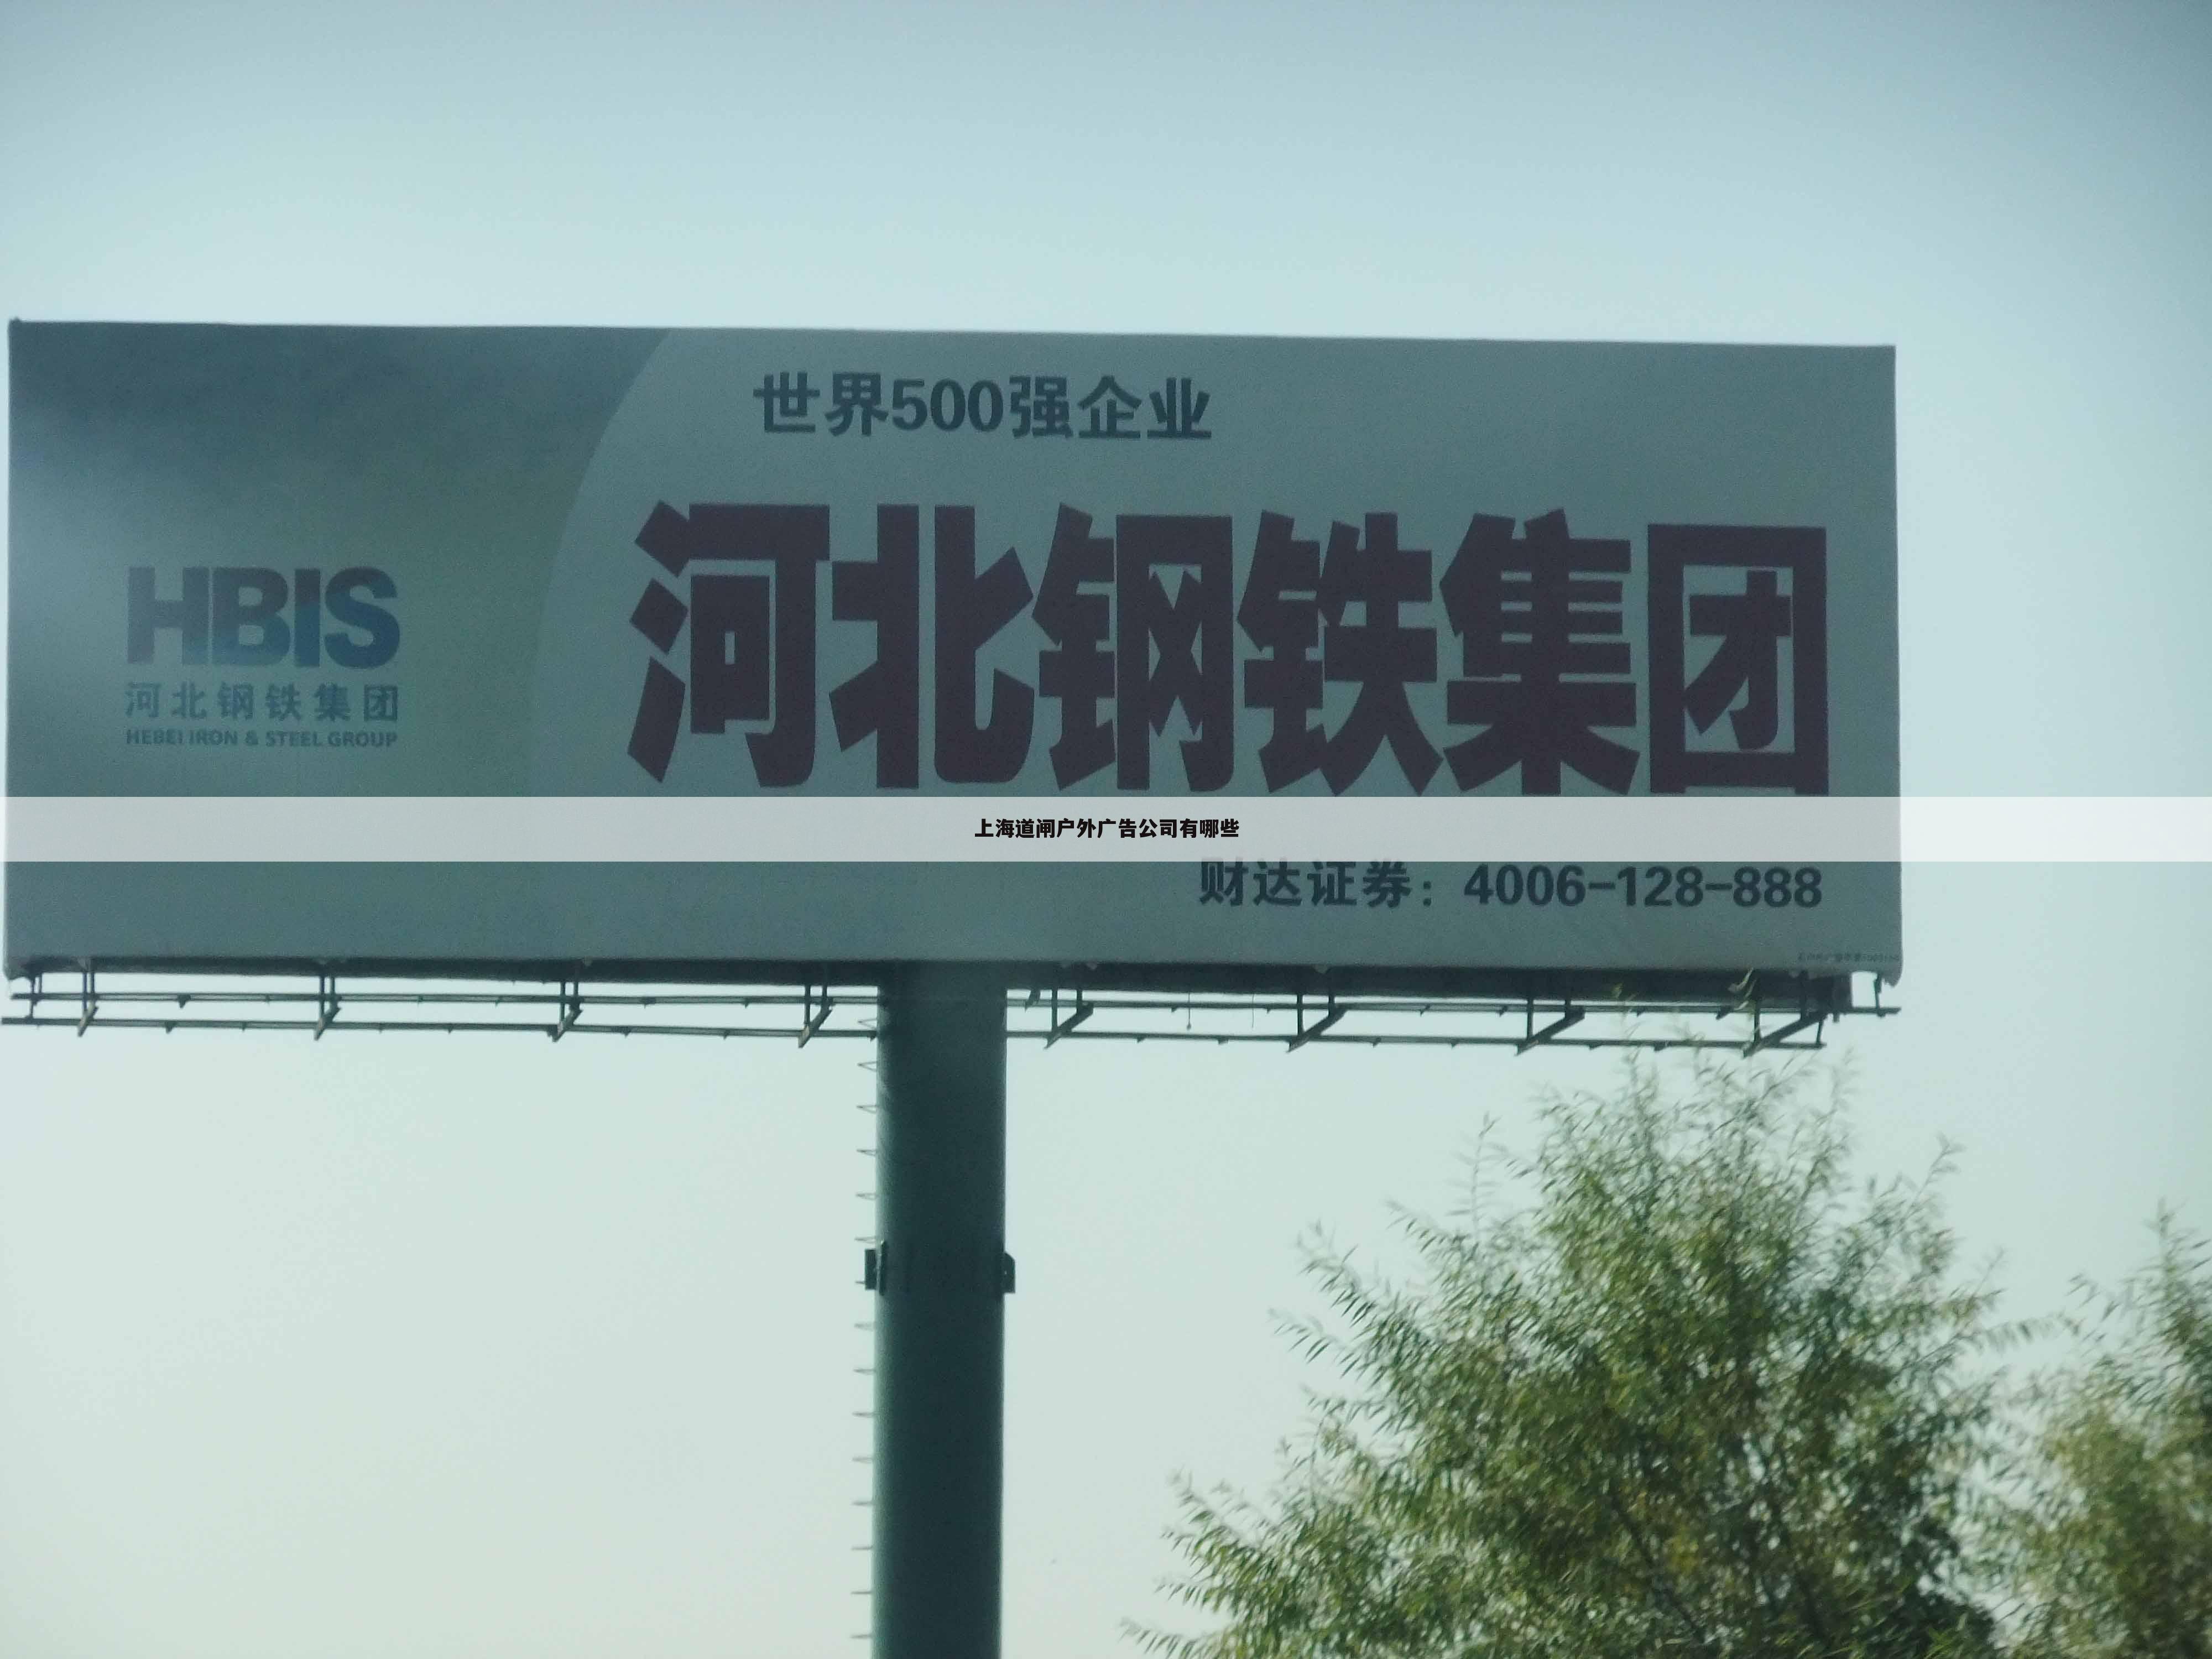 世界500强企业
河北钢铁集团
HBIS
河北钢铁集团
HEBEI IRON & STEEL GROUP
上海道闸户外广告公司有哪些
财达证券：4006-128-888